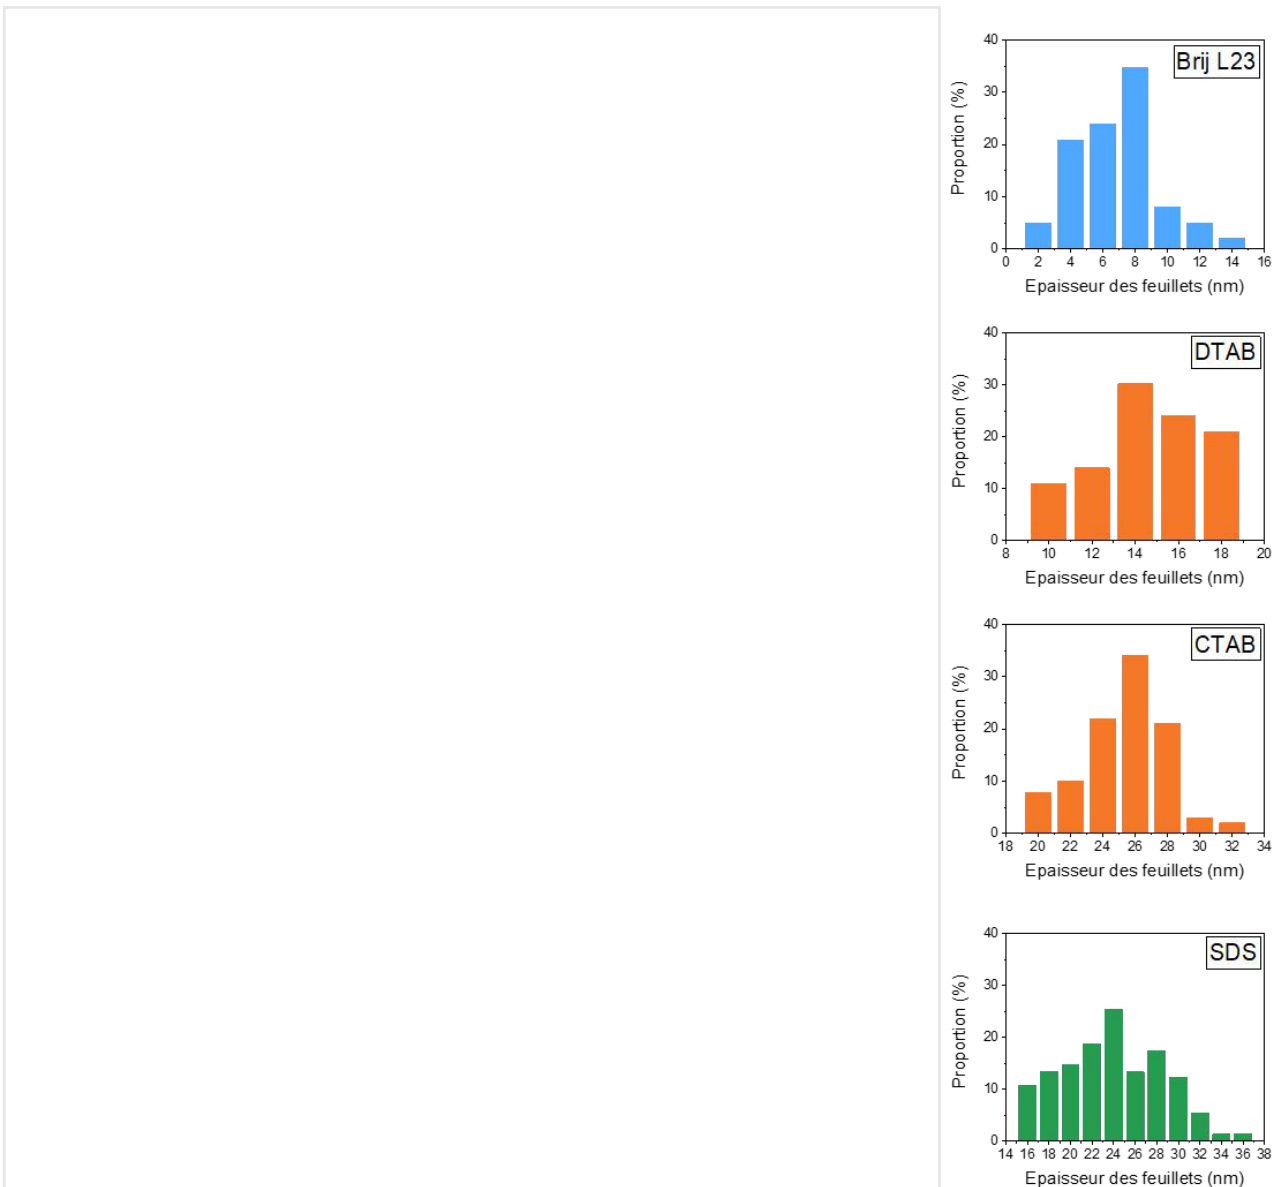 Brij L23
Proportion (%)
40
30
20
10
0
0 2 4 6 8 10 12 14 16
Epaisseur des feuillets (nm)
DTAB
Proportion (%)
40
30
20
10
0
8 10 12 14 16 18 20
Epaisseur des feuillets (nm)
CTAB
Proportion (%)
40
30
20
10
0
18 20 22 24 26 28 30 32 34
Epaisseur des feuillets (nm)
SDS
Proportion (%)
40
30
20
10
0
14 16 18 20 22 24 26 28 30 32 34 36 38
Epaisseur des feuillets (nm)